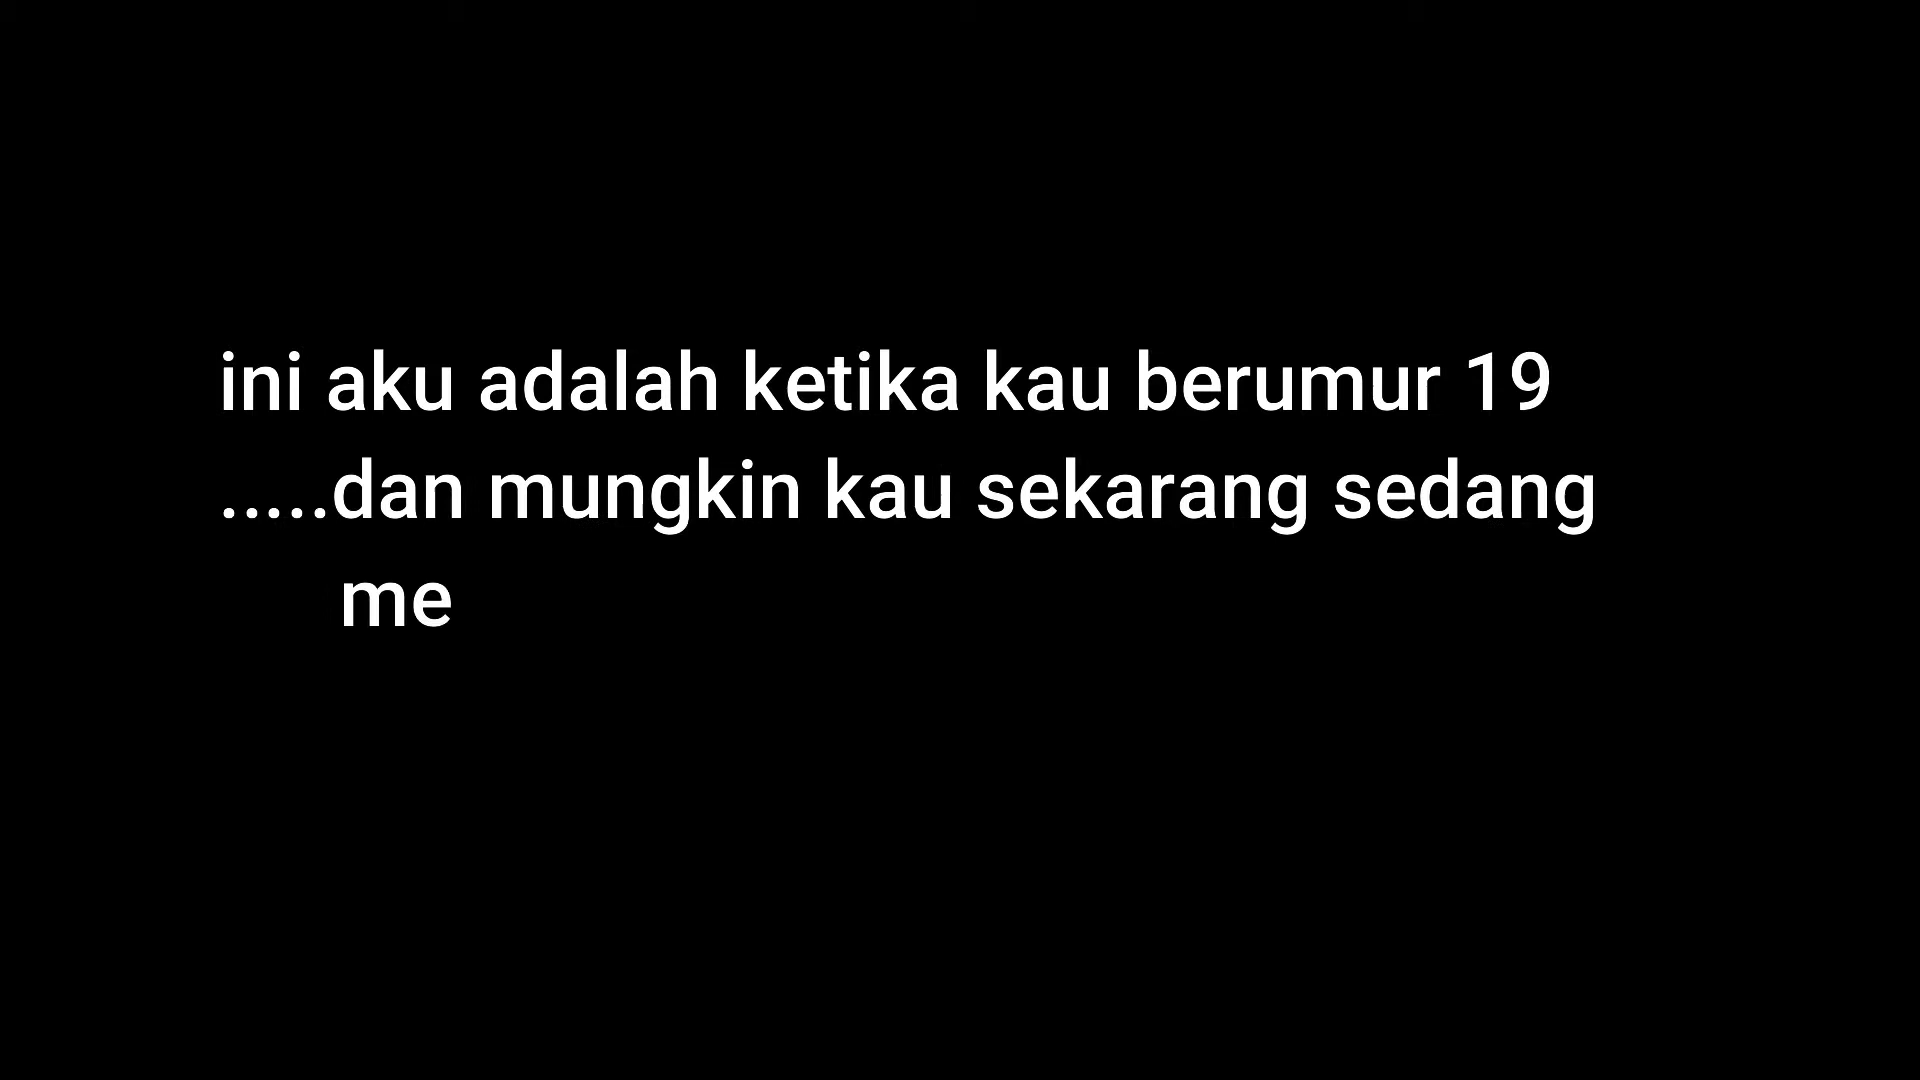 ini aku adalah ketika kau berumur 19
.....dan mungkin kau sekarang sedang
me